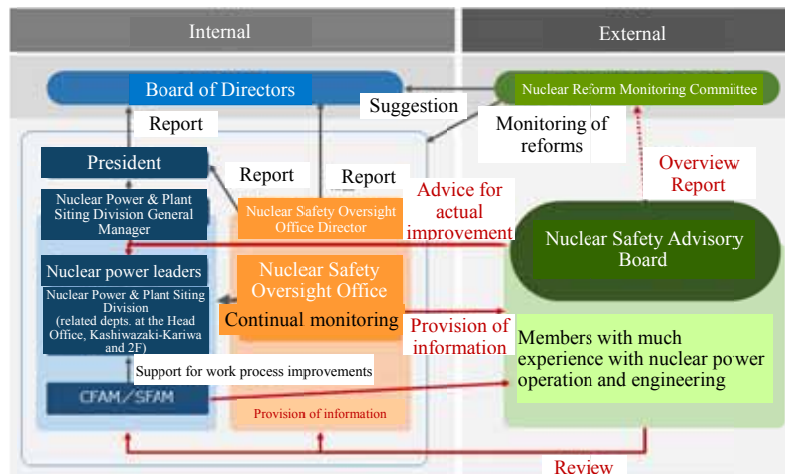 Internal
External
Board of Directors
Nuclear Reform Monitoring Committee
Suggestion
Report
Monitoring of
reforms
President
Report
Report
Overview
Report
Advice for
actual
improvement
Nuclear Power & Plant
Siting Division General
Manager
Nuclear Safety Oversight
Office Director
Nuclear Safety Advisory
Board
Nuclear power leaders
Nuclear Power & Plant Siting
Division
(related depts. at the Head
Office, Kashiwazaki-Kariwa
and 2F)
Nuclear Safety
Oversight Office
Continual monitoring
Provision of
information
Members with much
experience with nuclear power
operation and engineering
Support for work process improvements
CFAM/SFAM
Provision of information
Review